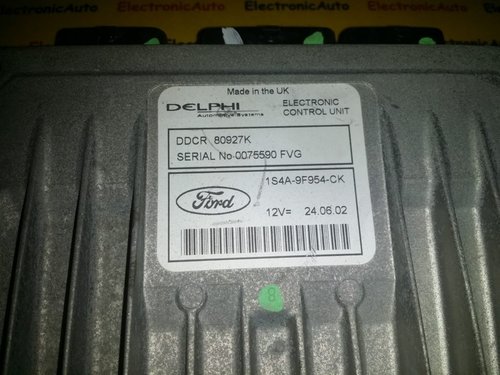 ElectronicAuto ElectronicAuto ElectronicAuto
Made in the UK
DELPHI
Automotive Systems
ELECTRONIC
CONTROL UNIT
DDCR 80927K
SERIAL No 0075590 FVG
Ford
1S4A-9F954-CK
12V= 24.06.02
8